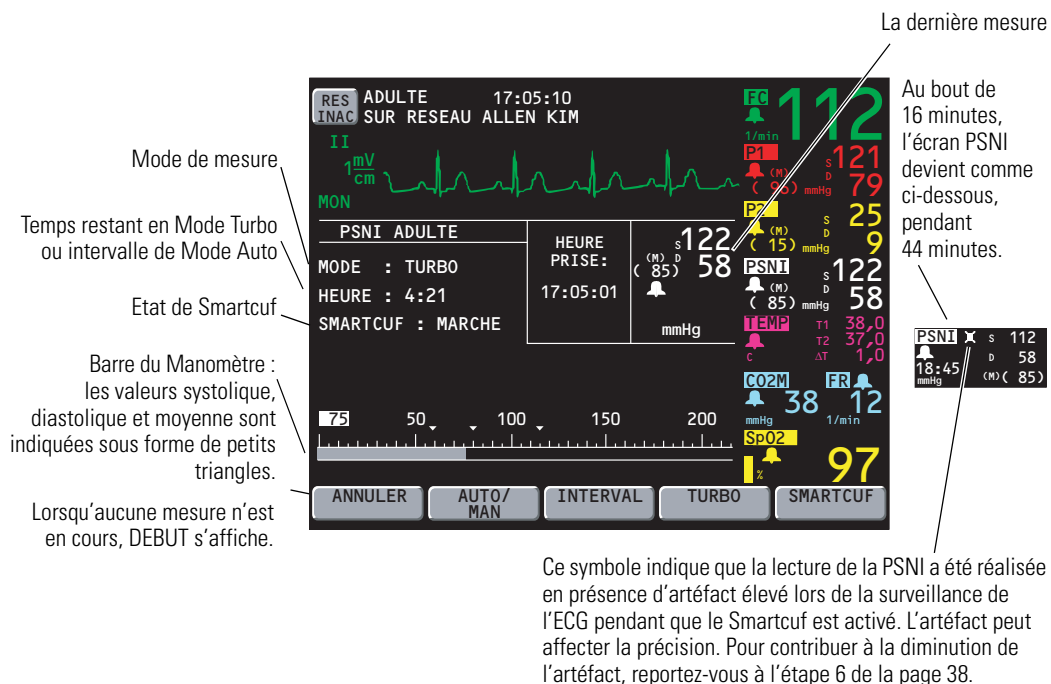 La dernière mesure
Mode de mesure
Temps restant en Mode Turbo
ou intervalle de Mode Auto
Etat de Smartcuf
Barre du Manomètre :
les valeurs systolique,
diastolique et moyenne sont
indiquées sous forme de petits
triangles.
Lorsqu'aucune mesure n'est
en cours, DEBUT s'affiche.
RES
INAC
ADULTE 17:05:10
SUR RESEAU ALLEN KIM
II
1 mV
cm
MON
PSNI ADULTE
MODE : TURBO
HEURE : 4:21
SMARTCUF : MARCHE
HEURE
PRISE:
17:05:01
S 122
(M) D 58
( 85)
mmHg
75 50 100 150 200
ANNULER
AUTO/
MAN
INTERVAL
TURBO
SMARTCUF
FC 112
1/min
P1 S 121
(M) D 79
( 93) mmHg
P2 S 25
(M) D 9
( 15) mmHg
PSNI S 122
(M) D 58
( 85) mmHg
TEMP T1 38,0
T2 37,0
C ΔT 1,0
CO2M 38
mmHg
FR 12
1/min
SpO2 97
%
Au bout de
16 minutes,
l'écran PSNI
devient comme
ci-dessous,
pendant
44 minutes.
PSNI S 112
D 58
18:45 (M)( 85)
mmHg
Ce symbole indique que la lecture de la PSNI a été réalisée
en présence d'artéfact élevé lors de la surveillance de
l'ECG pendant que le Smartcuf est activé. L'artéfact peut
affecter la précision. Pour contribuer à la diminution de
l'artéfact, reportez-vous à l'étape 6 de la page 38.